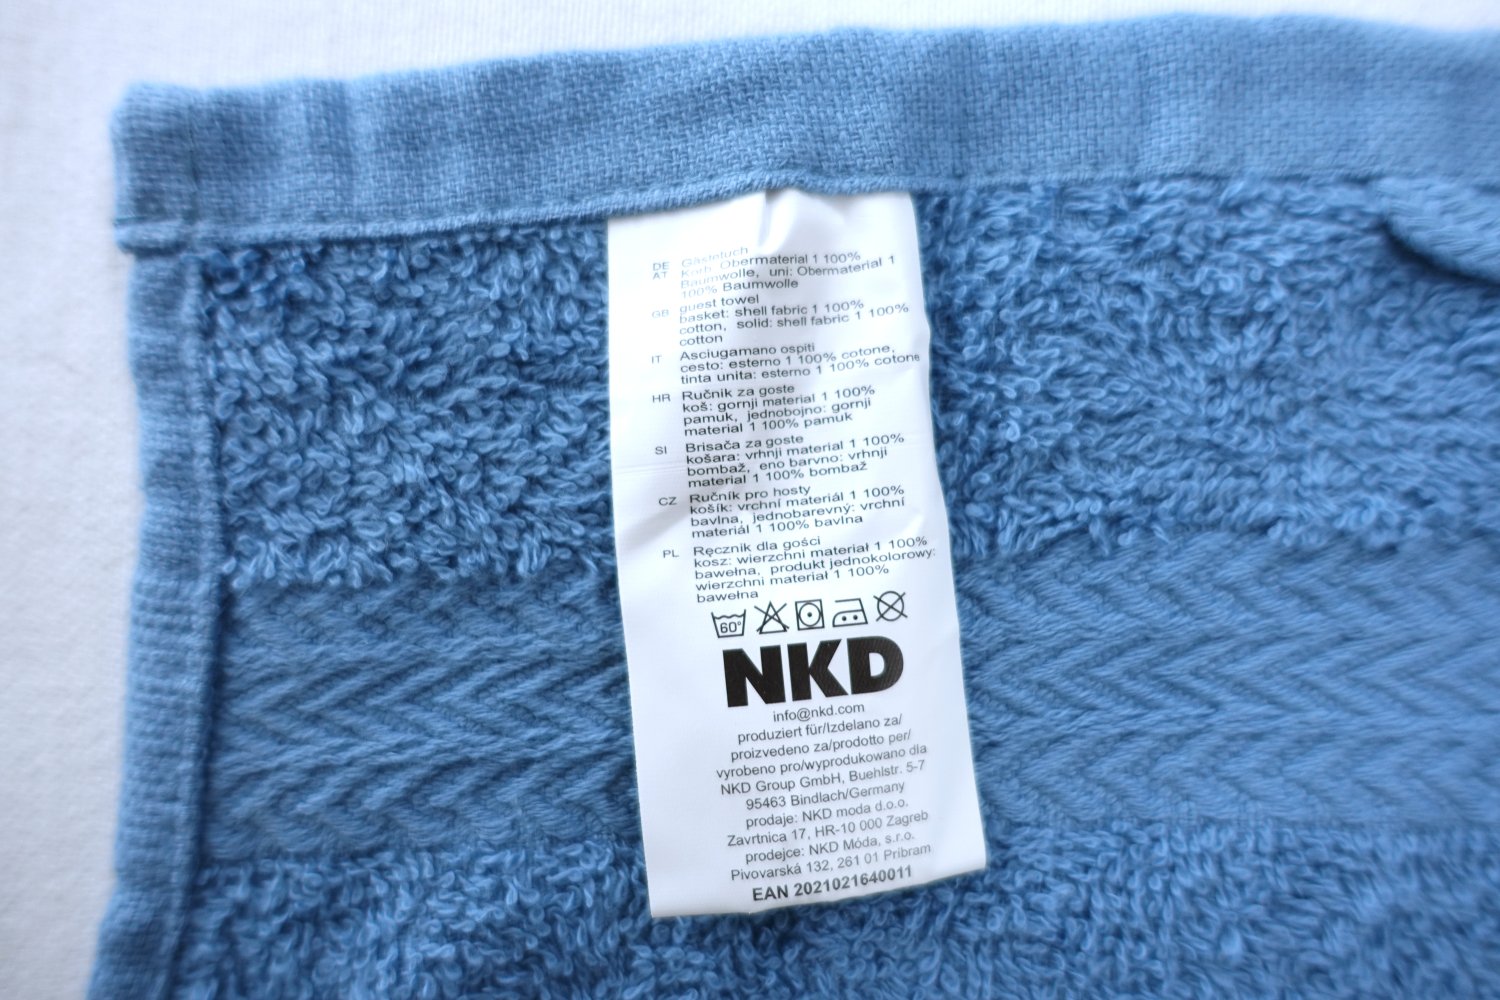 DE Gästetuch
AT Korb: Obermaterial 1 100%
Baumwolle, uni: Obermaterial 1
100% Baumwolle
GB guest towel
basket: shell fabric 1 100%
cotton, solid: shell fabric 1 100%
cotton
IT Asciugamano ospiti
cesto: esterno 1 100% cotone,
tinta unita: esterno 1 100% cotone
HR Ručnik za goste
koš: gornji material 1 100%
pamuk, jednobojno: gornji
material 1 100% pamuk
SI Brisača za goste
košara: vrhnji material 1 100%
bombaž, eno barvno: vrhnji
material 1 100% bombaž
CZ Ručník pro hosty
košík: vrchní materiál 1 100%
bavlna, jednobarevný: vrchní
materiál 1 100% bavlna
PL Ręcznik dla gości
kosz: wierzchni materiał 1 100%
bawełna, produkt jednokolorowy:
wierzchni materiał 1 100%
bawełna
60°
NKD
info@nkd.com
produziert für/Izdelano za/
proizvedeno za/prodotto per/
vyrobeno pro/wyprodukowano dla
NKD Group GmbH, Buehlstr. 5-7
95463 Bindlach/Germany
prodaje: NKD moda d.o.o.
Zavrtnica 17, HR-10 000 Zagreb
prodejce: NKD Móda, s.r.o.
Pivovarská 132, 261 01 Pribram
EAN 2021021640011